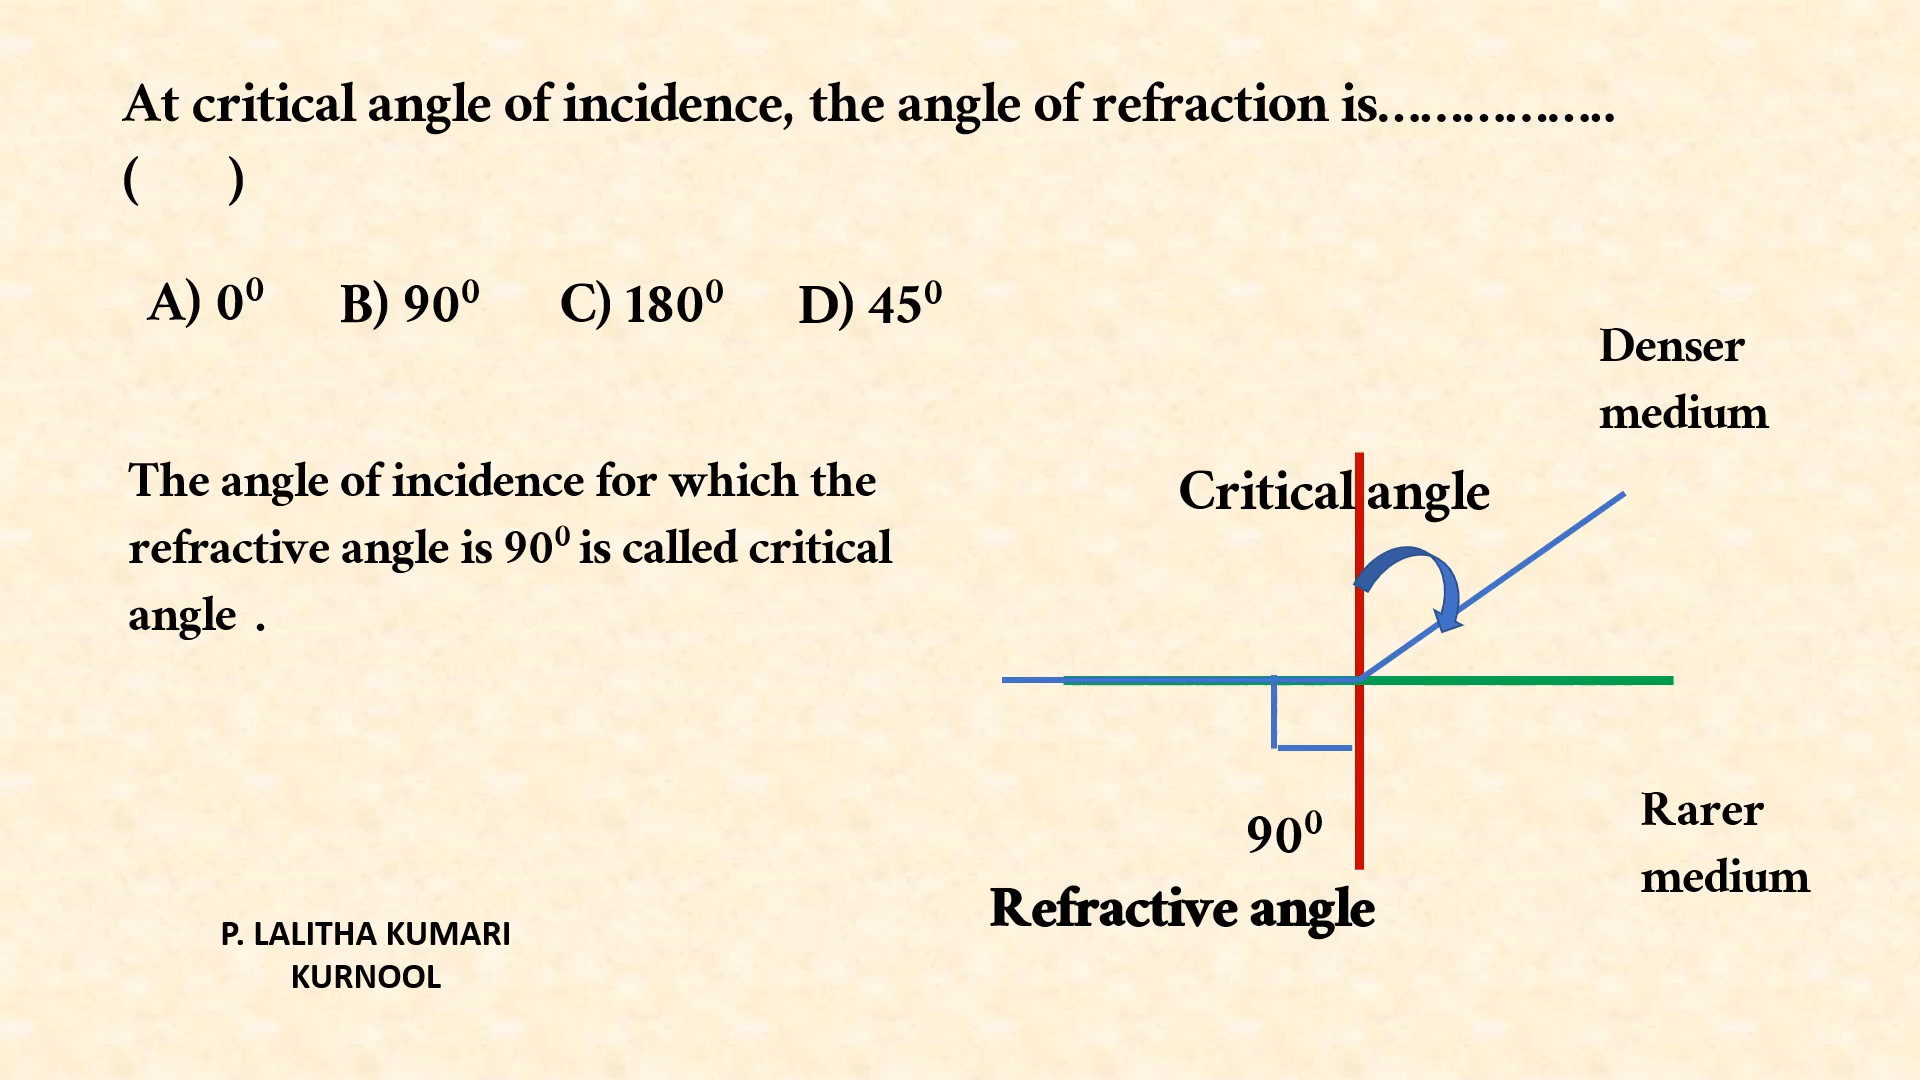 At critical angle of incidence, the angle of refraction is……………..
(      )
A) 0⁰    B) 90⁰    C) 180⁰    D) 45⁰
Denser
medium
The angle of incidence for which the
refractive angle is 90⁰ is called critical
angle  .
Critical angle
90⁰
Refractive angle
Rarer
medium
P. LALITHA KUMARI
KURNOOL